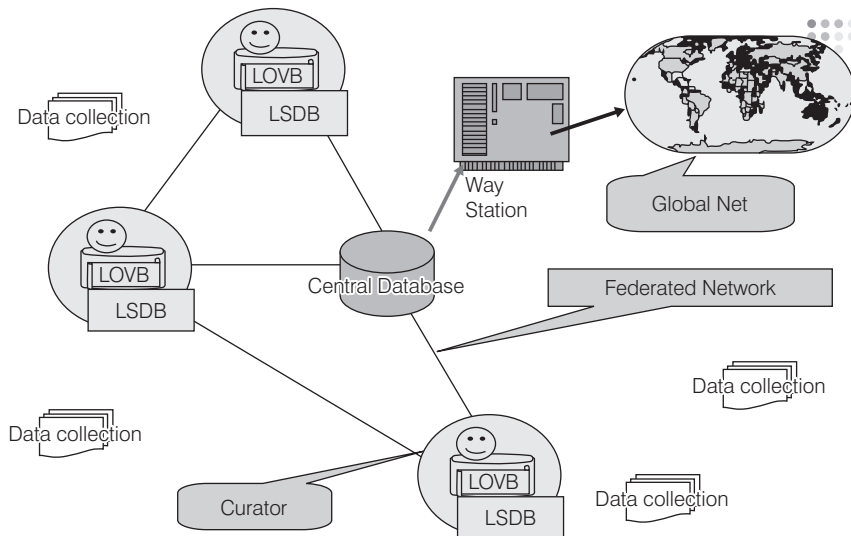 LOVB
LSDB
Data collection
Way
Station
Global Net
LOVB
LSDB
Central Database
Federated Network
Data collection
Data collection
LOVB
LSDB
Curator
Data collection